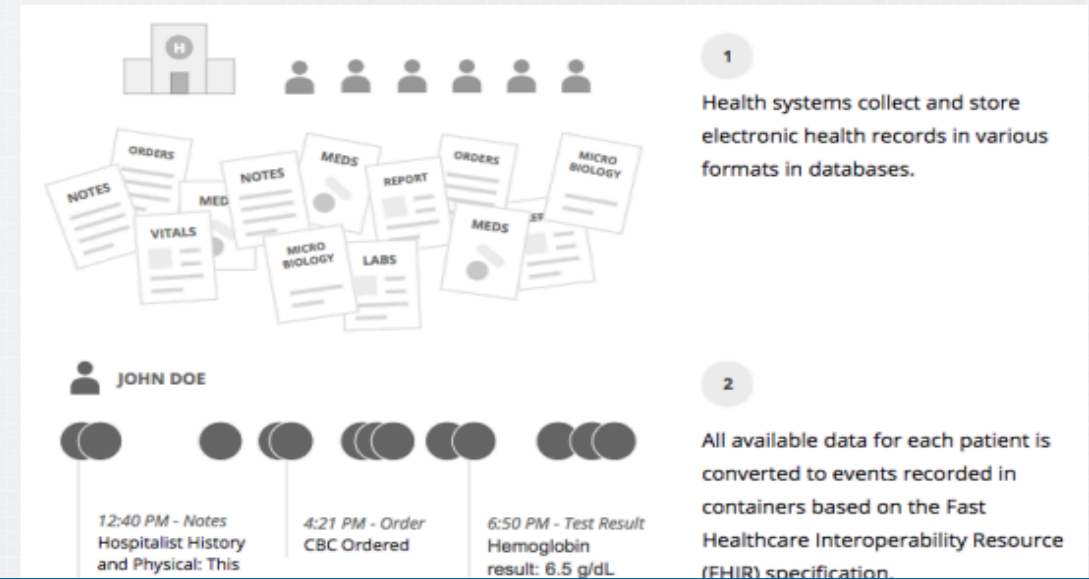 H
1
Health systems collect and store
electronic health records in various
formats in databases.
ORDERS
NOTES
MED
VITALS
NOTES
MEDS
REPORT
ORDERS
MICRO
BIOLOGY
MEDS
MICRO
BIOLOGY
LABS
JOHN DOE
2
All available data for each patient is
converted to events recorded in
containers based on the Fast
Healthcare Interoperability Resource
(FHIR) specification.
12:40 PM - Notes
Hospitalist History
and Physical: This
4:21 PM - Order
CBC Ordered
6:50 PM - Test Result
Hemoglobin
result: 6.5 g/dL